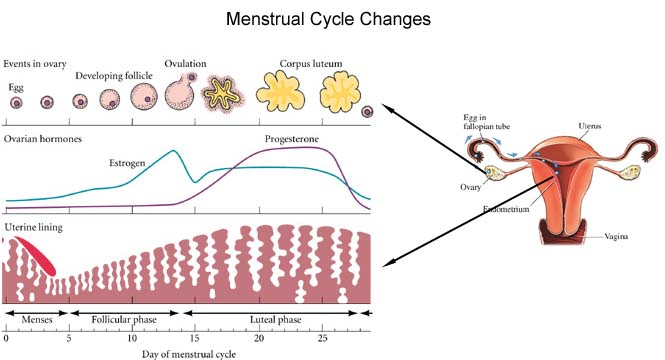 Menstrual Cycle Changes
Events in ovary
Ovulation
Corpus luteum
Developing follicle
Egg
Ovarian hormones
Progesterone
Estrogen
Uterine lining
Menses
Follicular phase
Luteal phase
0 5 10 15 20 25
Day of menstrual cycle
Egg in
fallopian tube
Uterus
Ovary
Endometrium
Vagina